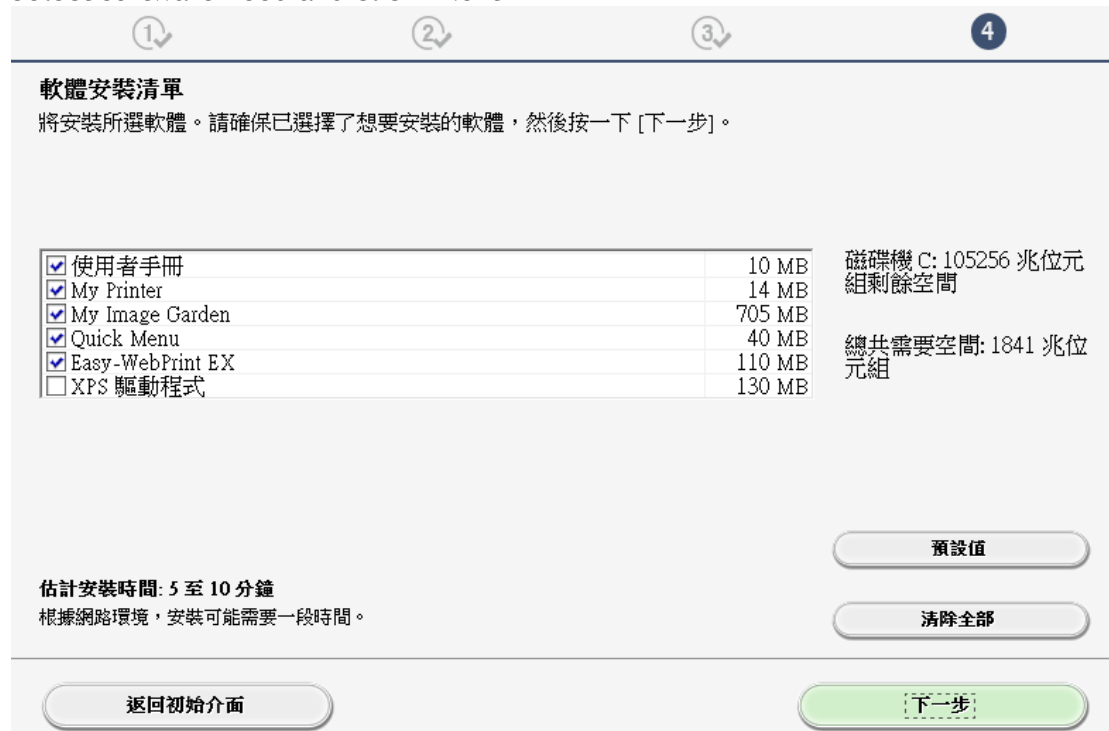 1
2
3
4
軟體安裝清單
將安裝所選軟體。請確保已選擇了想要安裝的軟體，然後按一下 [下一步]。
使用者手冊 10 MB
My Printer 14 MB
My Image Garden 705 MB
Quick Menu 40 MB
Easy-WebPrint EX 110 MB
XPS 驅動程式 130 MB
磁碟機 C: 105256 兆位元
組剩餘空間
總共需要空間: 1841 兆位
元組
預設值
估計安裝時間: 5 至 10 分鐘
根據網路環境，安裝可能需要一段時間。
清除全部
返回初始介面
下一步